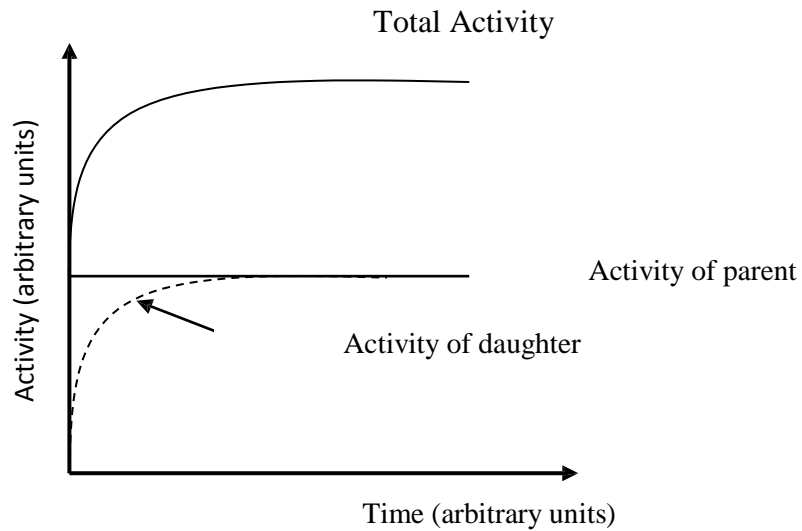 Total Activity
Activity (arbitrary units)
Activity of parent
Activity of daughter
Time (arbitrary units)